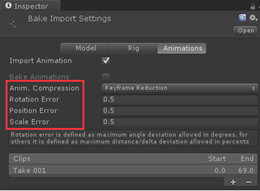 Inspector
Bake Import Settings
Open
Model Rig Animations
Import Animation
Bake Animations
Anim. Compression Keyframe Reduction
Rotation Error 0.5
Position Error 0.5
Scale Error 0.5
Rotation error is defined as maximum angle deviation allowed in degrees, for
others it is defined as maximum distance/delta deviation allowed in percents
Clips Start End
Take 001 0.0 69.0
+ −